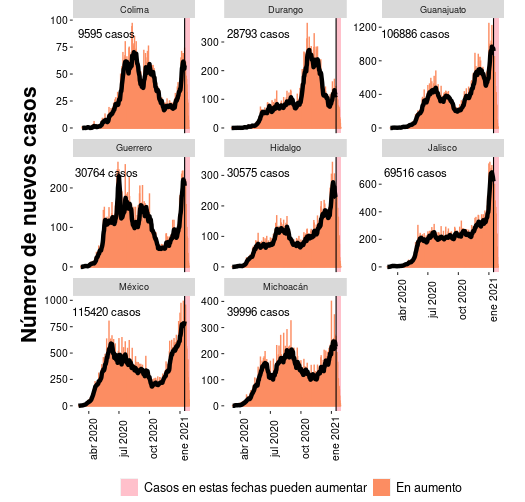 Número de nuevos casos
Colima
Durango
Guanajuato
9595 casos
28793 casos
106886 casos
100
75
50
25
0
300
200
100
0
1200
800
400
0
Guerrero
Hidalgo
Jalisco
30764 casos
30575 casos
69516 casos
200
100
0
300
200
100
0
600
400
200
0
abr 2020
jul 2020
oct 2020
ene 2021
México
Michoacán
115420 casos
39996 casos
1000
750
500
250
0
400
300
200
100
0
abr 2020
jul 2020
oct 2020
ene 2021
abr 2020
jul 2020
oct 2020
ene 2021
Casos en estas fechas pueden aumentar
En aumento